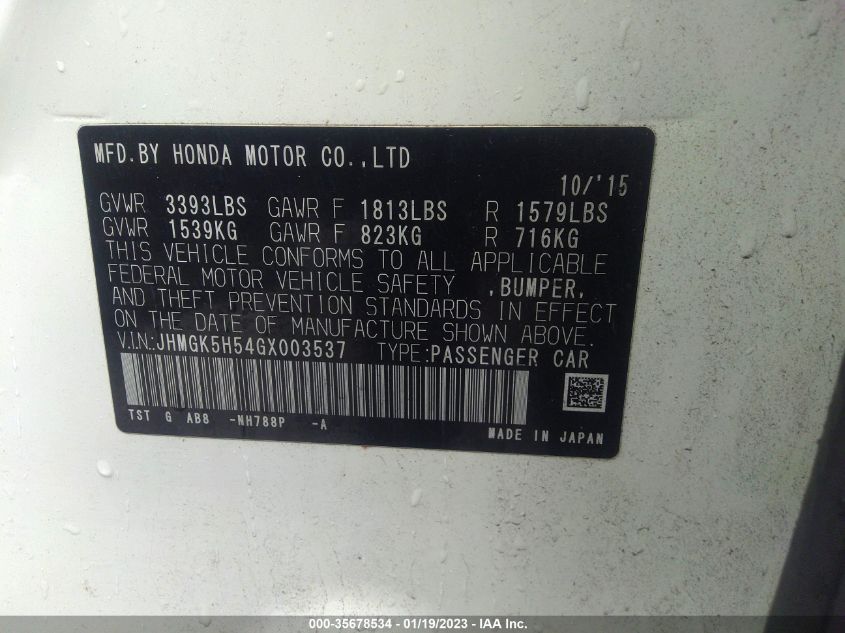 MFD.BY HONDA MOTOR CO.,LTD
10/'15
GVWR 3393LBS GAWR F 1813LBS R 1579LBS
GVWR 1539KG GAWR F 823KG R 716KG
THIS VEHICLE CONFORMS TO ALL APPLICABLE
FEDERAL MOTOR VEHICLE SAFETY ,BUMPER,
AND THEFT PREVENTION STANDARDS IN EFFECT
ON THE DATE OF MANUFACTURE SHOWN ABOVE.
V.I.N:JHMGK5H54GX003537 TYPE:PASSENGER CAR
TST G AB8 -NH788P -A
MADE IN JAPAN
000-35678534 - 01/19/2023 - IAA Inc.